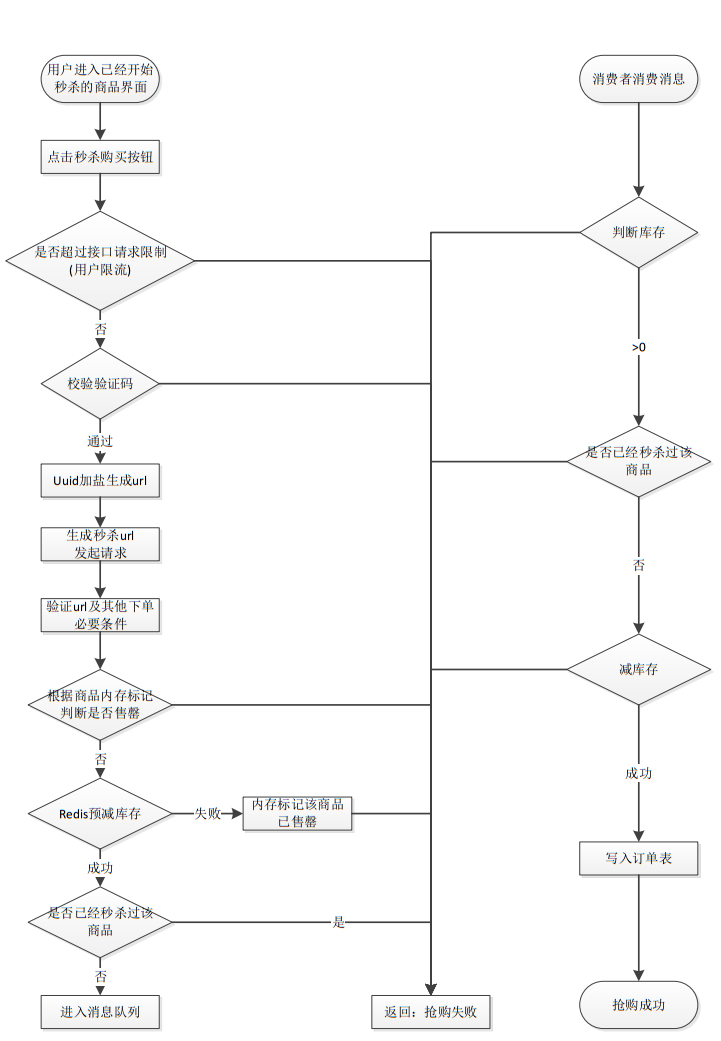 用户进入已经开始
秒杀的商品界面
点击秒杀购买按钮
是否超过接口请求限制
(用户限流)
否
校验验证码
通过
Uuid加盐生成url
生成秒杀url
发起请求
验证url及其他下单
必要条件
根据商品内存标记
判断是否售罄
否
Redis预减库存
失败
内存标记该商品
已售罄
成功
是否已经秒杀过该
商品
是
否
进入消息队列
返回：抢购失败
消费者消费消息
判断库存
>0
是否已经秒杀过该
商品
否
减库存
成功
写入订单表
抢购成功